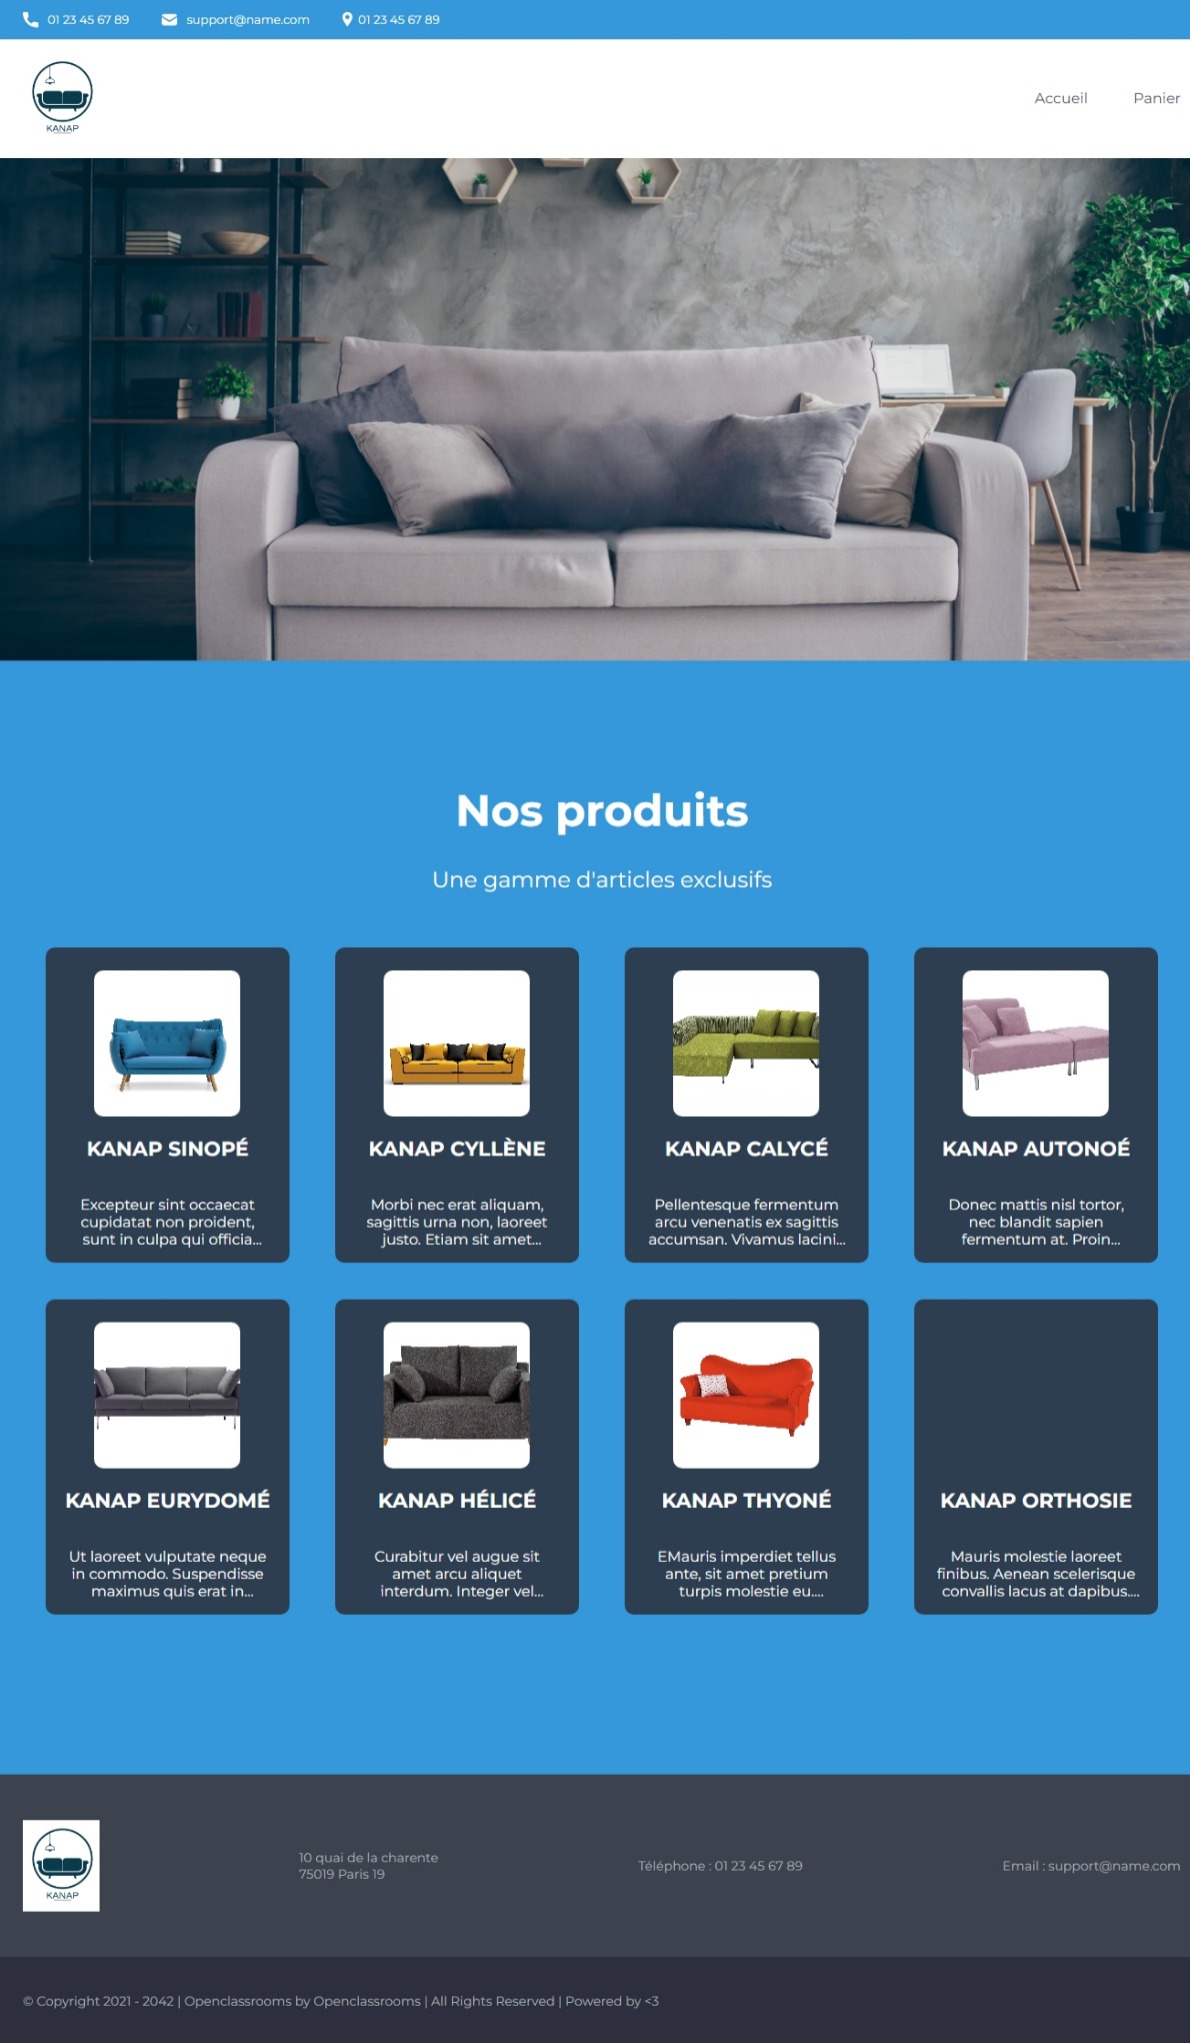 01 23 45 67 89 support@name.com 01 23 45 67 89
KANAP
Accueil Panier
Nos produits
Une gamme d'articles exclusifs
KANAP SINOPÉ
Excepteur sint occaecat
cupidatat non proident,
sunt in culpa qui officia...
KANAP CYLLÈNE
Morbi nec erat aliquam,
sagittis urna non, laoreet
justo. Etiam sit amet...
KANAP CALYCÉ
Pellentesque fermentum
arcu venenatis ex sagittis
accumsan. Vivamus lacini...
KANAP AUTONOÉ
Donec mattis nisl tortor,
nec blandit sapien
fermentum at. Proin...
KANAP EURYDOMÉ
Ut laoreet vulputate neque
in commodo. Suspendisse
maximus quis erat in...
KANAP HÉLICÉ
Curabitur vel augue sit
amet arcu aliquet
interdum. Integer vel...
KANAP THYONÉ
EMauris imperdiet tellus
ante, sit amet pretium
turpis molestie eu....
KANAP ORTHOSIE
Mauris molestie laoreet
finibus. Aenean scelerisque
convallis lacus at dapibus....
KANAP
10 quai de la charente
75019 Paris 19
Téléphone : 01 23 45 67 89
Email : support@name.com
© Copyright 2021 - 2042 | Openclassrooms by Openclassrooms | All Rights Reserved | Powered by <3